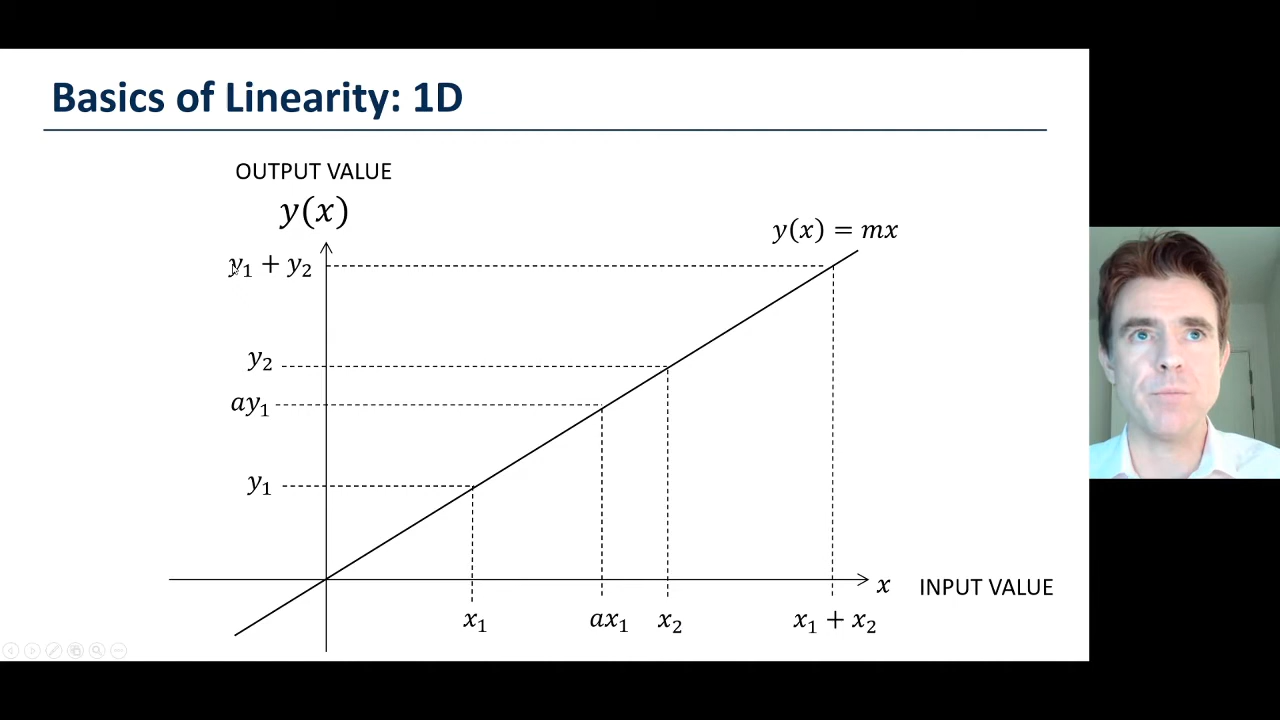 Basics of Linearity: 1D
OUTPUT VALUE
y(x)
y(x) = mx
y₁ + y₂
y₂
ay₁
y₁
x INPUT VALUE
x₁ ax₁ x₂ x₁ + x₂